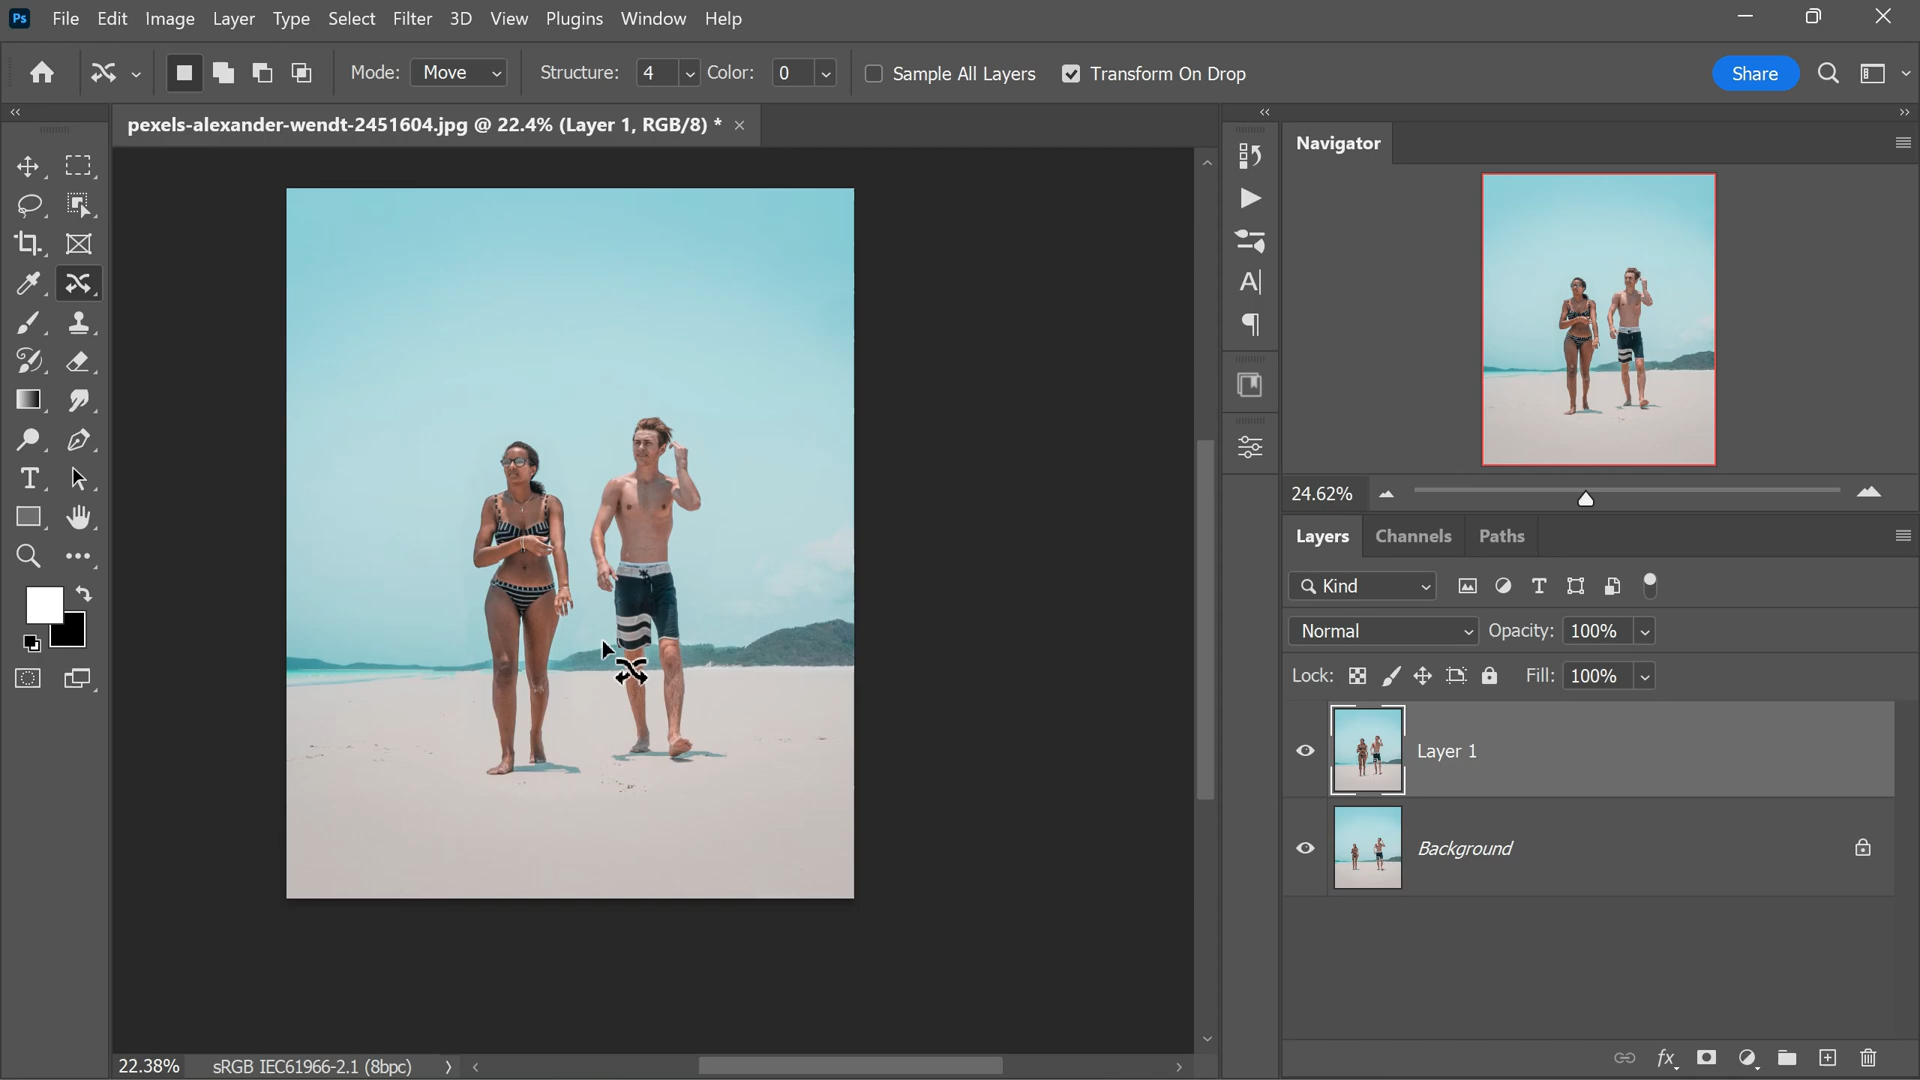 Ps File Edit Image Layer Type Select Filter 3D View Plugins Window Help
Mode: Move Structure: 4 Color: 0 Sample All Layers Transform On Drop Share
pexels-alexander-wendt-2451604.jpg @ 22.4% (Layer 1, RGB/8) * ×
Navigator
24.62%
Layers Channels Paths
Kind
Normal Opacity: 100%
Lock: Fill: 100%
Layer 1
Background
22.38% sRGB IEC61966-2.1 (8bpc)